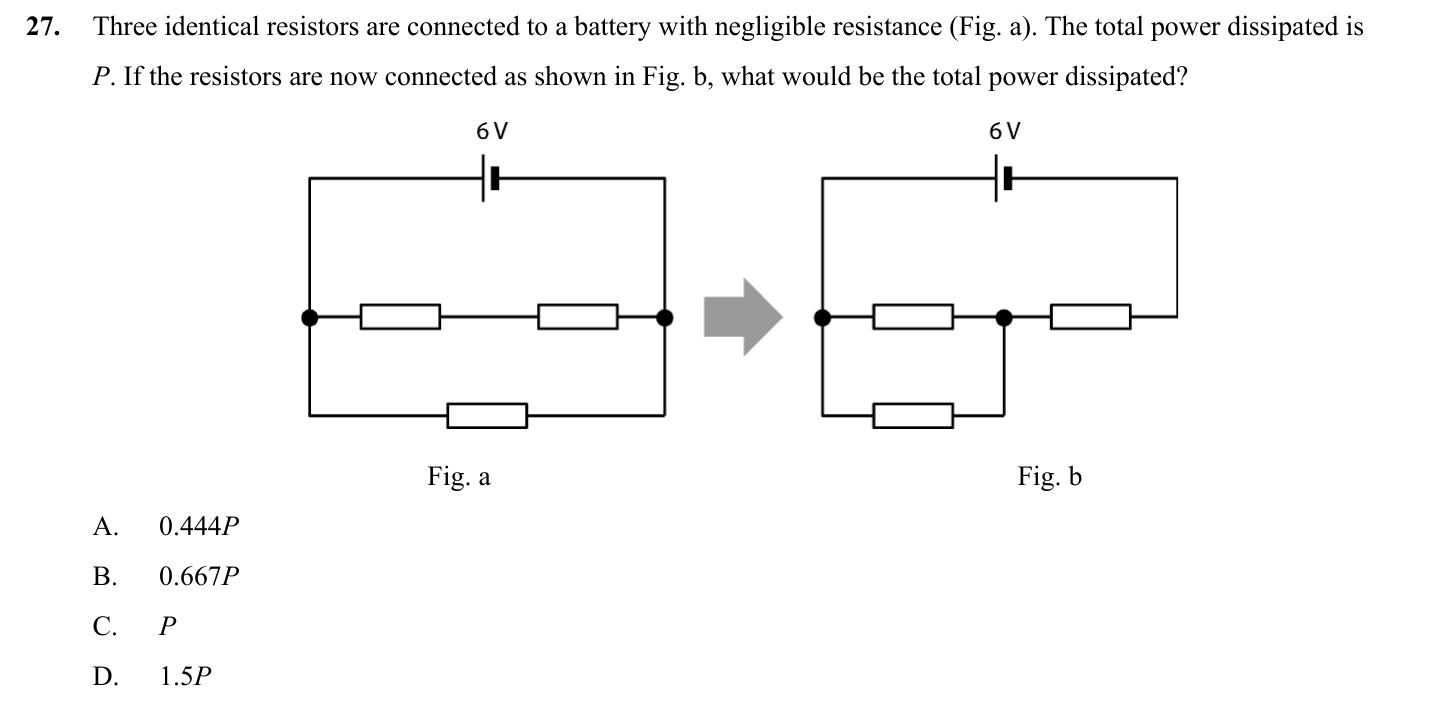 27. Three identical resistors are connected to a battery with negligible resistance (Fig. a). The total power dissipated is
P. If the resistors are now connected as shown in Fig. b, what would be the total power dissipated?
6 V 6 V
Fig. a Fig. b
A. 0.444P
B. 0.667P
C. P
D. 1.5P